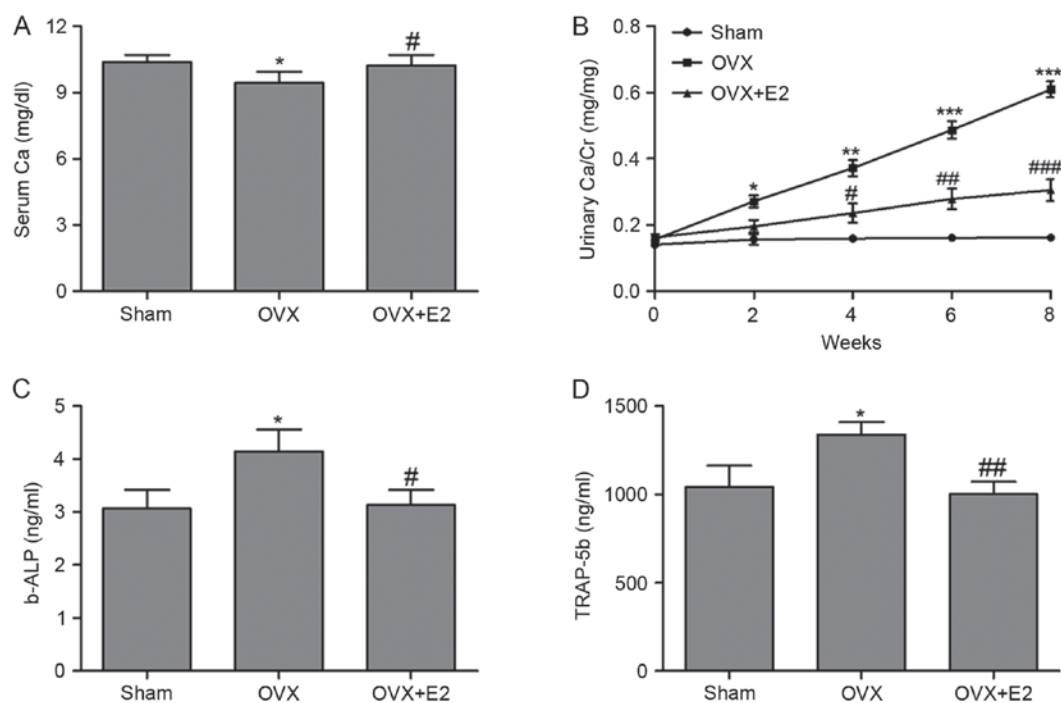 A
Serum Ca (mg/dl)
12
9
6
3
0
*
#
Sham OVX OVX+E2
B
Urinary Ca/Cr (mg/mg)
0.8
0.6
0.4
0.2
0.0
Sham
OVX
OVX+E2
*
**
***
***
#
##
###
0 2 4 6 8
Weeks
C
b-ALP (ng/ml)
5
4
3
2
1
0
*
#
Sham OVX OVX+E2
D
TRAP-5b (ng/ml)
1500
1000
500
0
*
##
Sham OVX OVX+E2